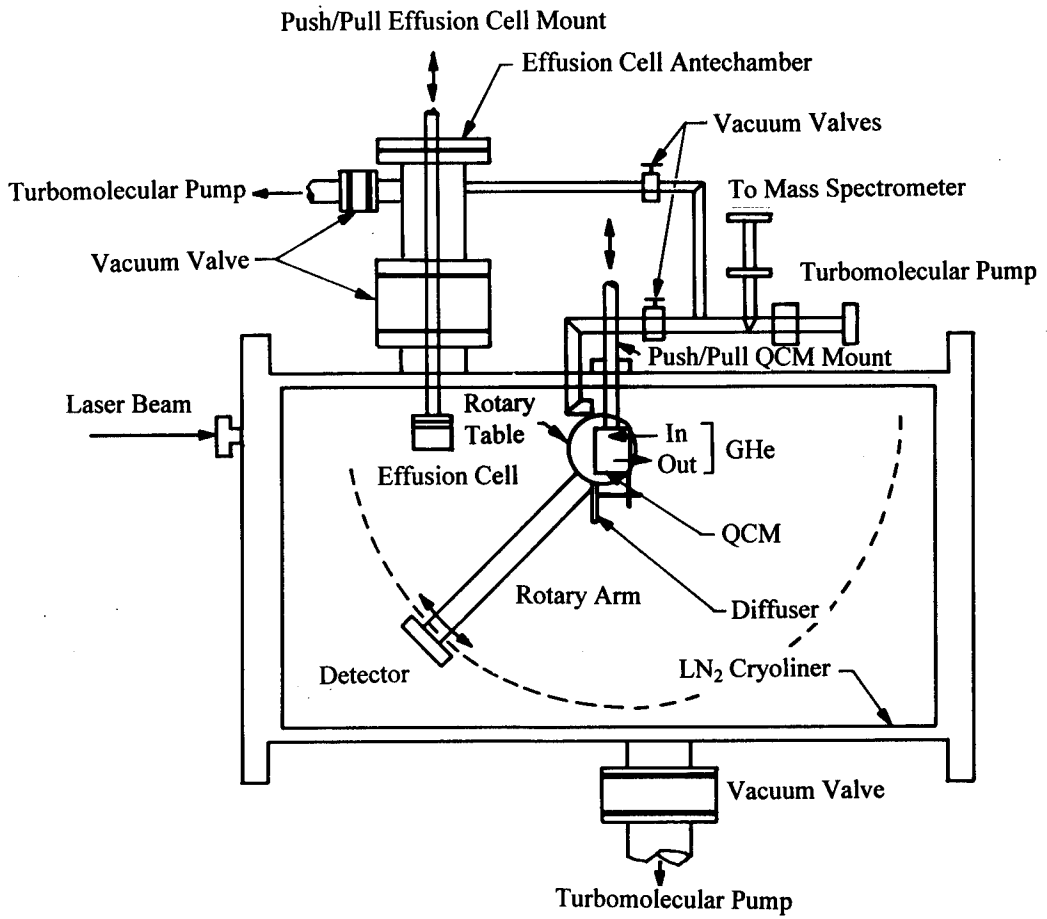 Push/Pull Effusion Cell Mount
Effusion Cell Antechamber
Vacuum Valves
Turbomolecular Pump
To Mass Spectrometer
Vacuum Valve
Turbomolecular Pump
Push/Pull QCM Mount
Laser Beam
Rotary
Table
In
Out
GHe
Effusion Cell
QCM
Rotary Arm
Diffuser
Detector
LN₂ Cryoliner
Vacuum Valve
Turbomolecular Pump